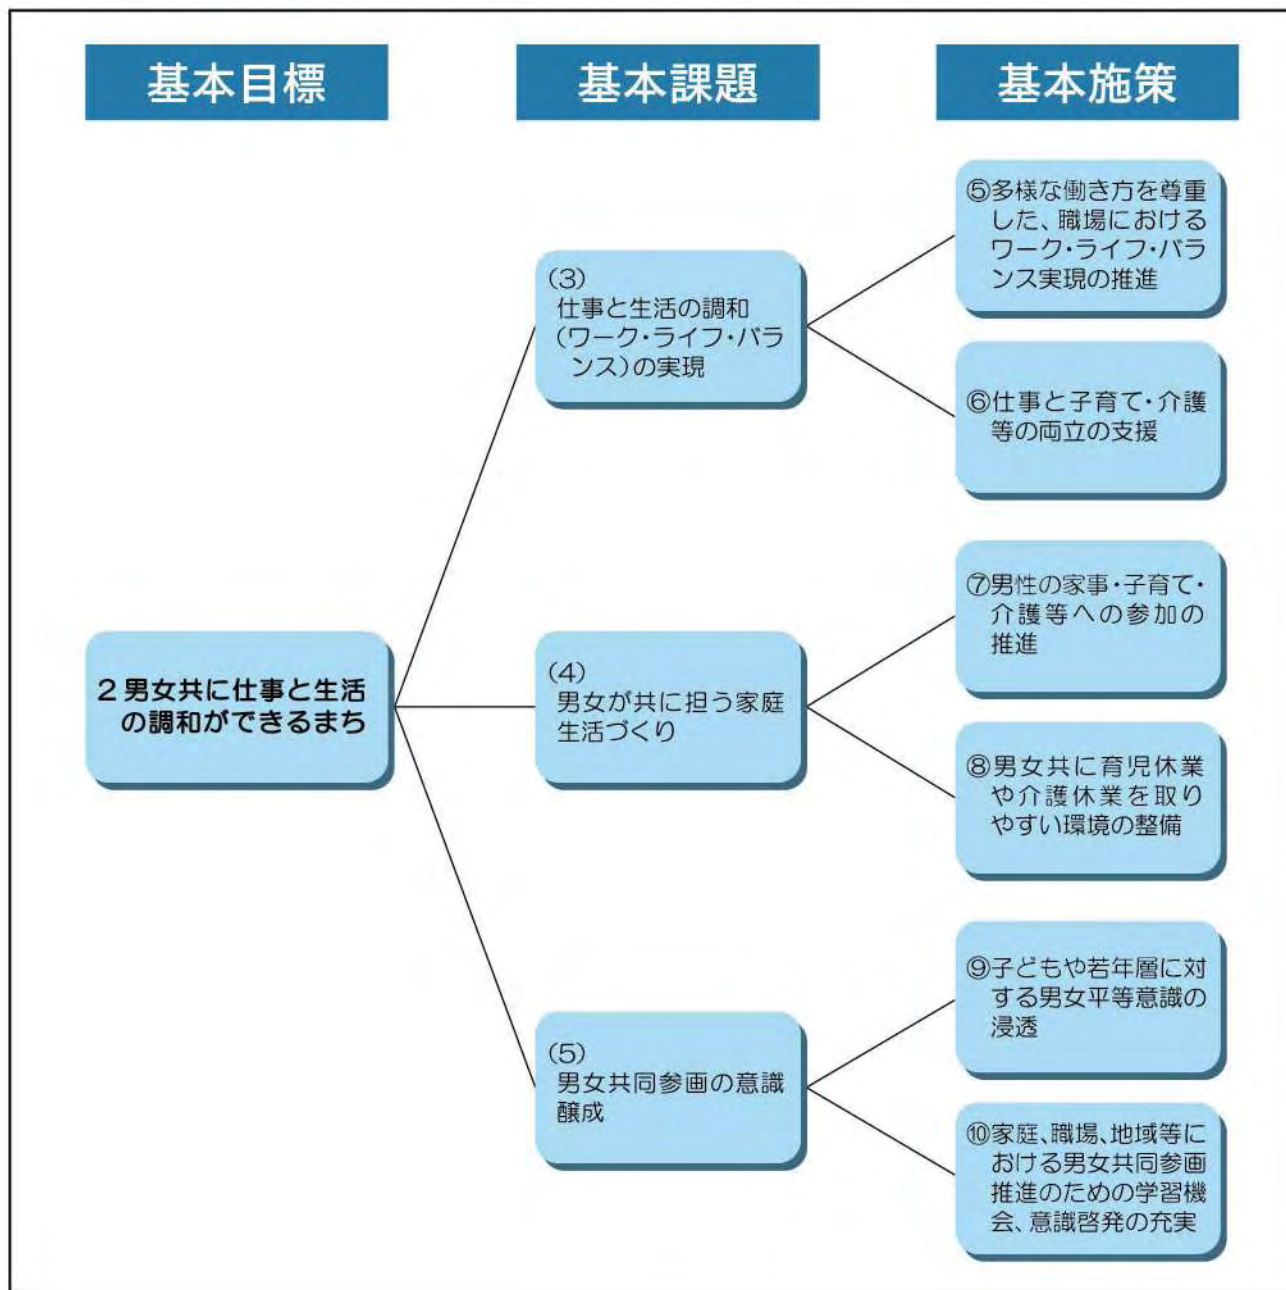 基本目標
基本課題
基本施策
2 男女共に仕事と生活
の調和ができるまち
(3)
仕事と生活の調和
(ワーク・ライフ・バラ
ンス)の実現
⑤多様な働き方を尊重
した、職場における
ワーク・ライフ・バラ
ンス実現の推進
⑥仕事と子育て・介護
等の両立の支援
(4)
男女が共に担う家庭
生活づくり
⑦男性の家事・子育て・
介護等への参加の
推進
⑧男女共に育児休業
や介護休業を取り
やすい環境の整備
(5)
男女共同参画の意識
醸成
⑨子どもや若年層に対
する男女平等意識の
浸透
⑩家庭、職場、地域等に
おける男女共同参画
推進のための学習機
会、意識啓発の充実